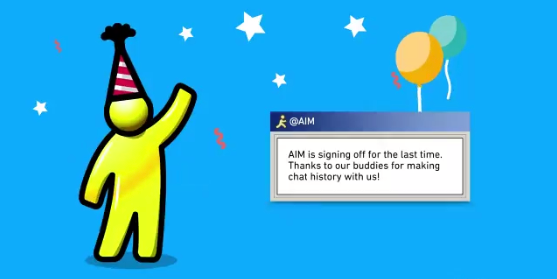 @AIM
AIM is signing off for the last time.
Thanks to our buddies for making
chat history with us!